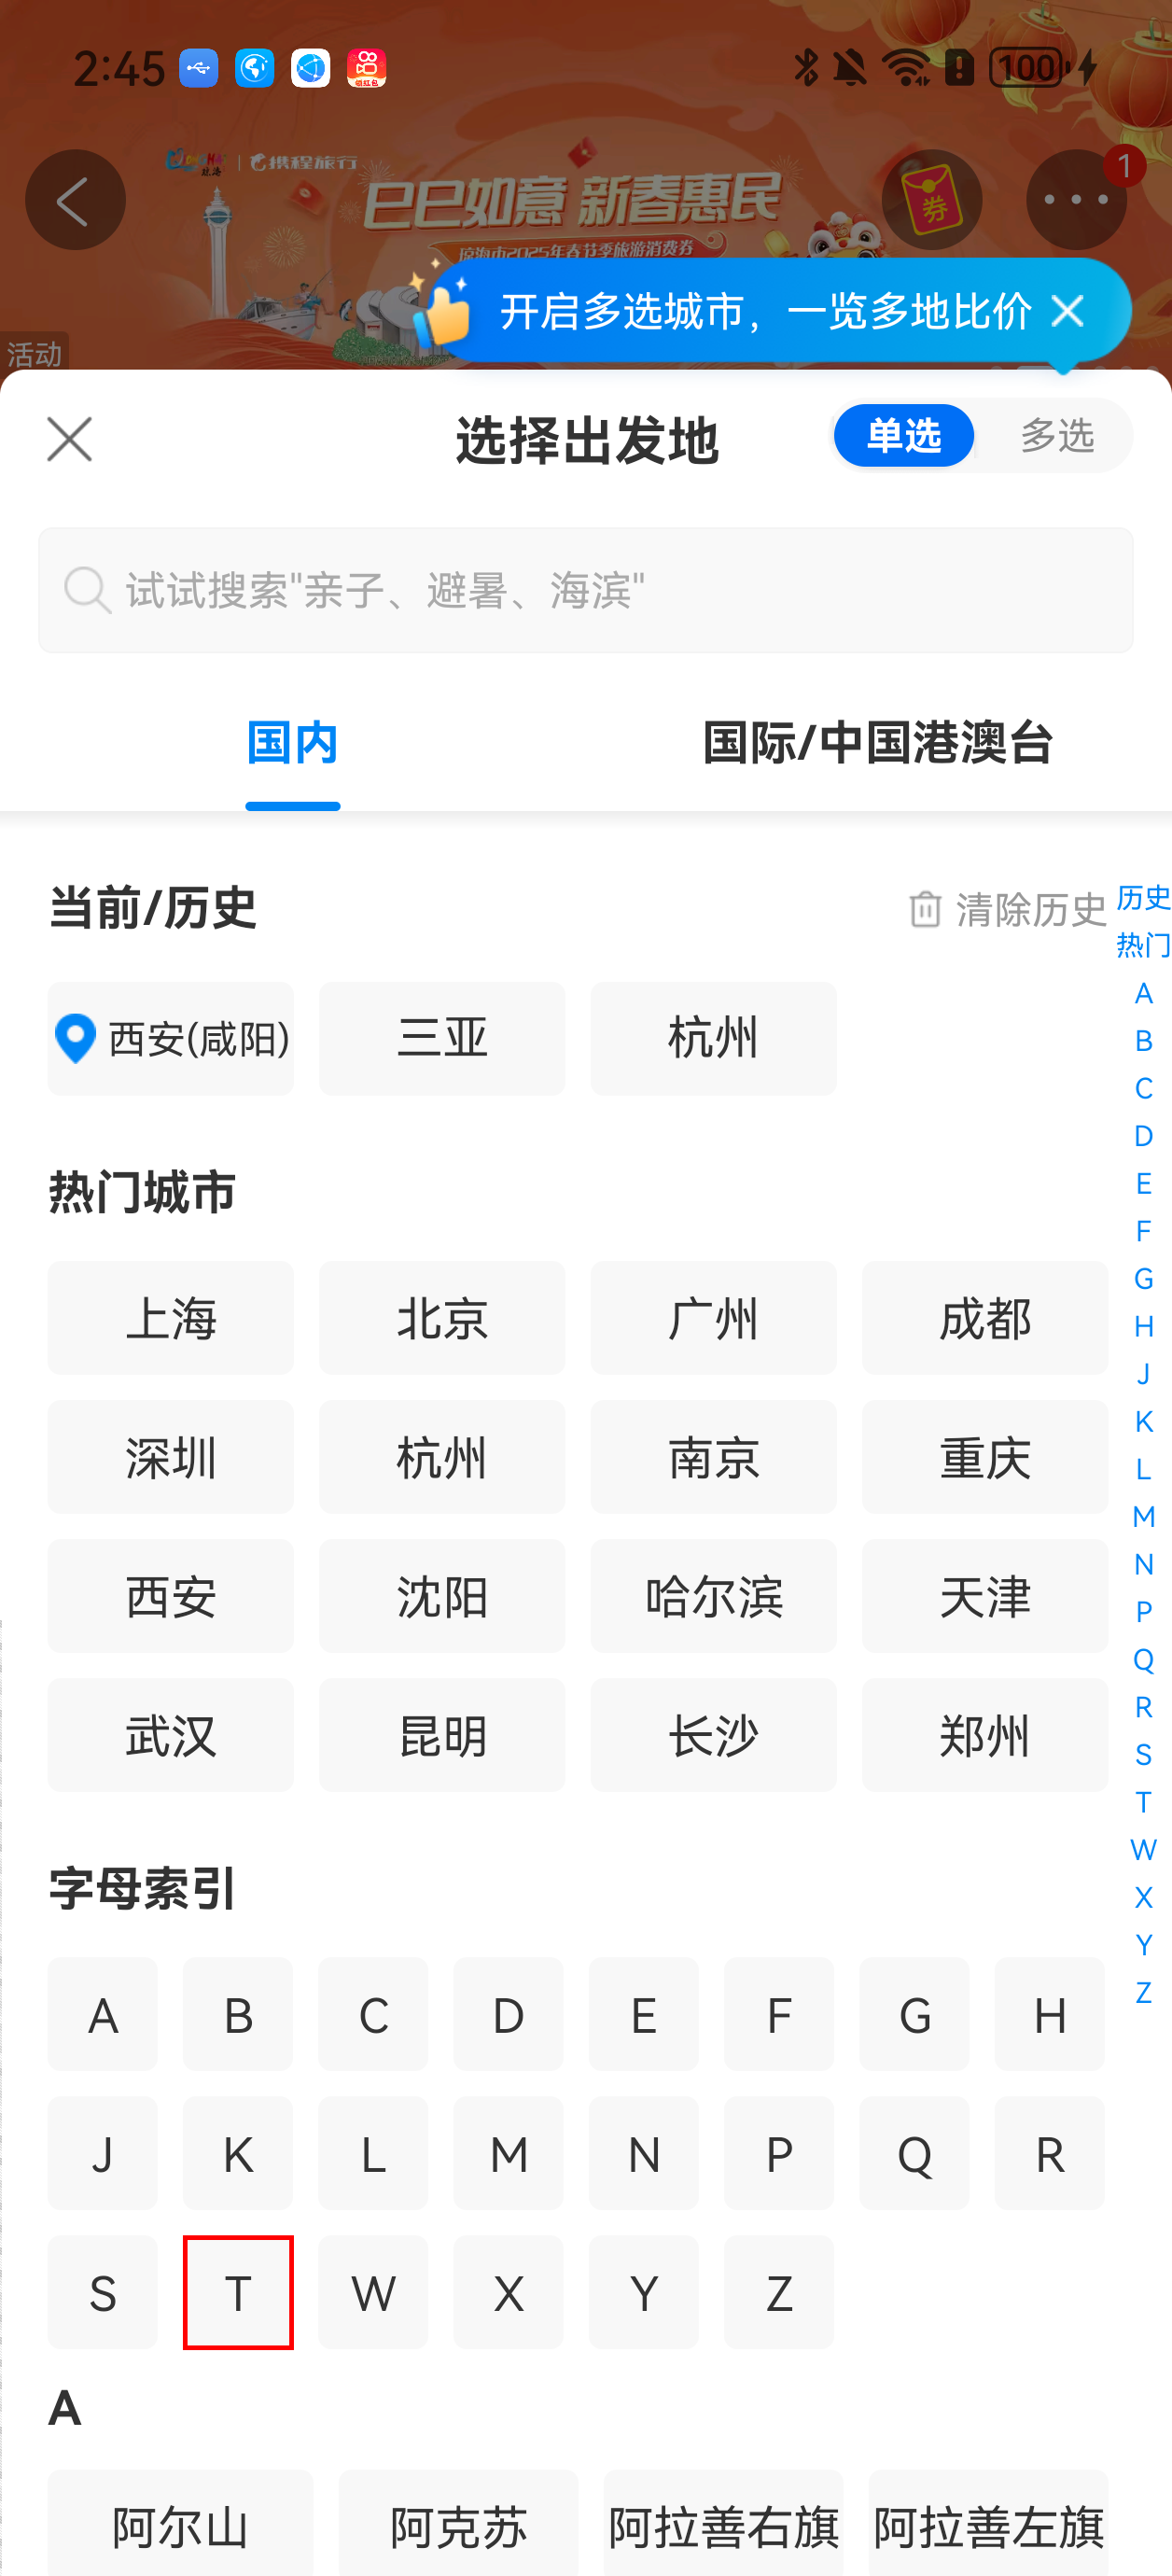 2:45
领红包
100
携程旅行
巳巳如意 新春惠民
琼海市2025年春节季旅游消费券
券
1
开启多选城市，一览多地比价
活动
选择出发地
单选
多选
试试搜索"亲子、避暑、海滨"
国内
国际/中国港澳台
当前/历史
清除历史
西安(咸阳)
三亚
杭州
热门城市
上海
北京
广州
成都
深圳
杭州
南京
重庆
西安
沈阳
哈尔滨
天津
武汉
昆明
长沙
郑州
字母索引
A B C D E F G H
J K L M N P Q R
S T W X Y Z
A
阿尔山
阿克苏
阿拉善右旗
阿拉善左旗
历史
热门
A
B
C
D
E
F
G
H
J
K
L
M
N
P
Q
R
S
T
W
X
Y
Z